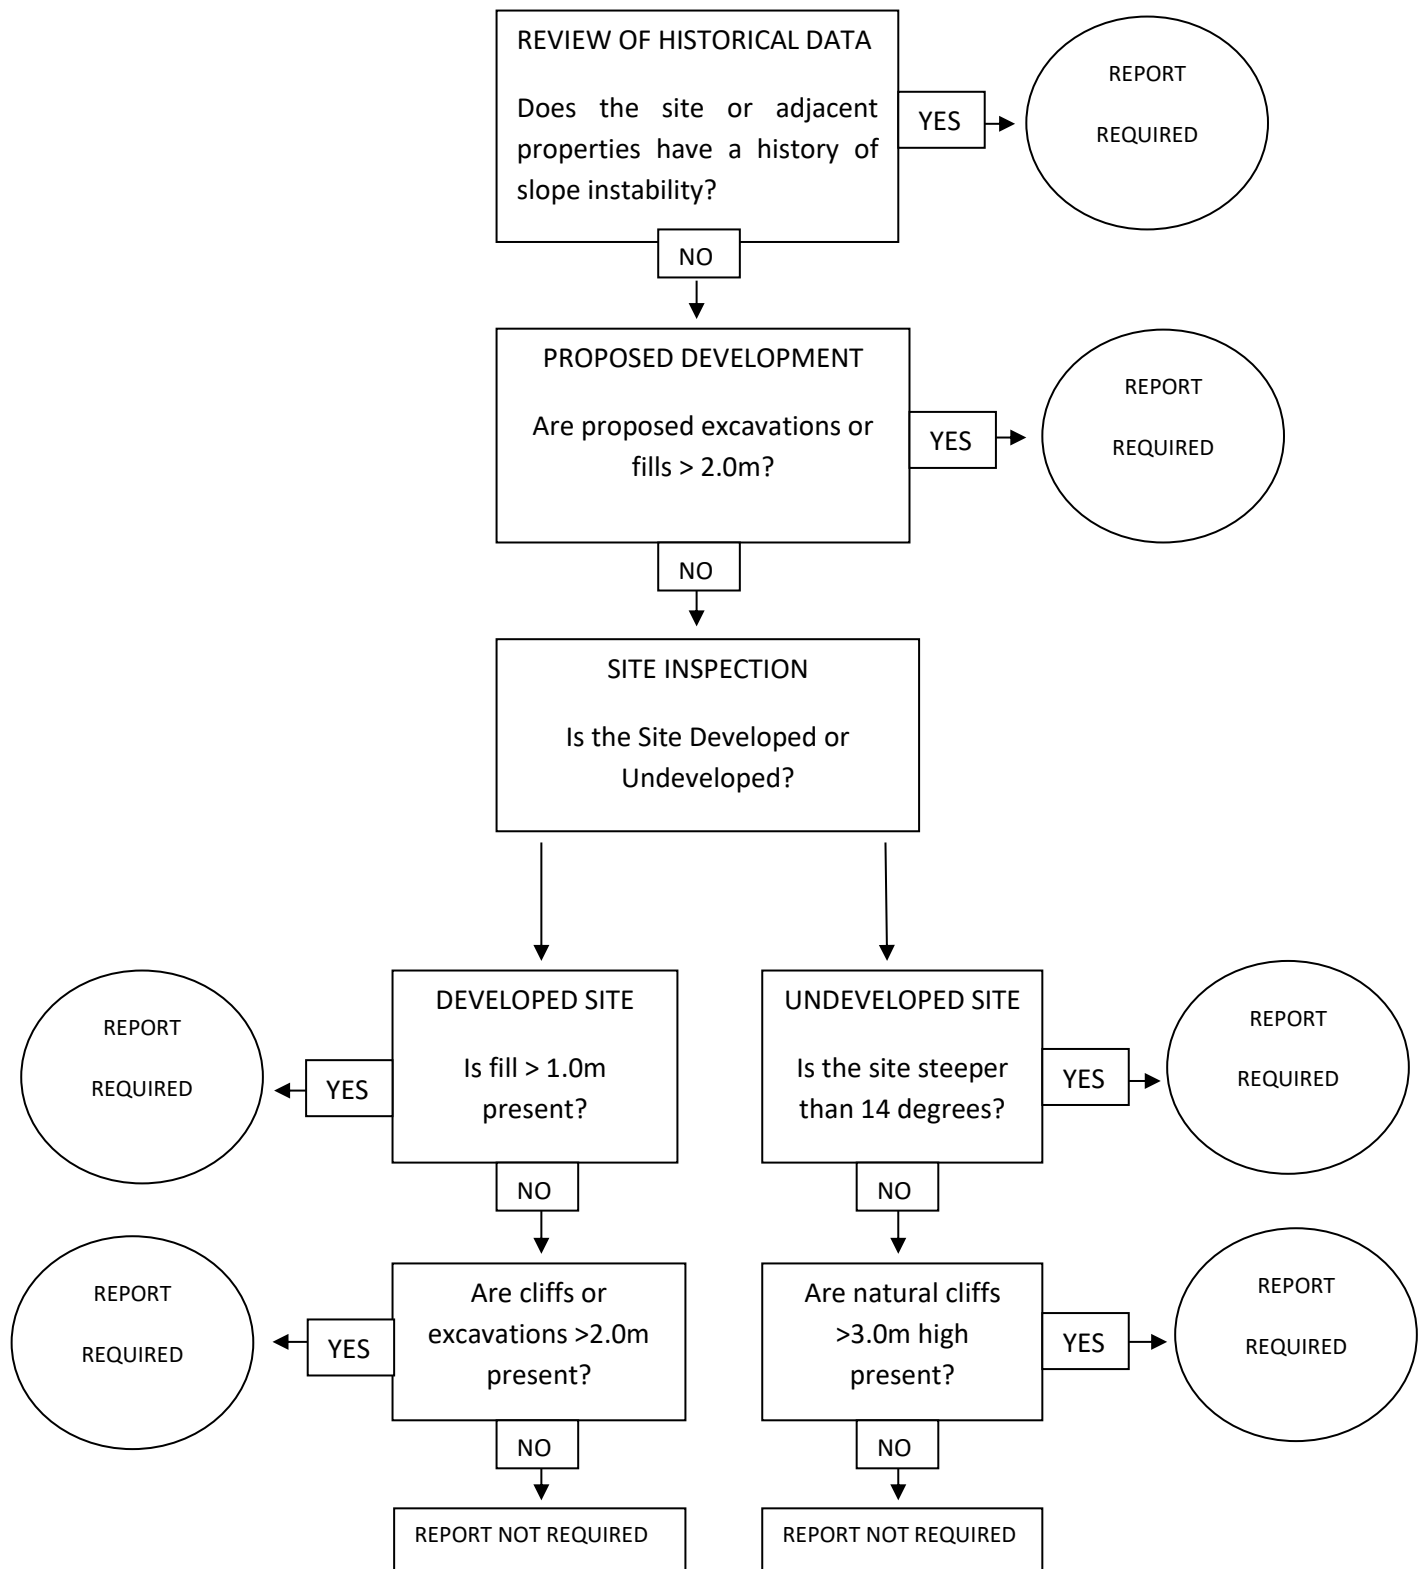 REVIEW OF HISTORICAL DATA
Does the site or adjacent
properties have a history of
slope instability?
YES
REPORT
REQUIRED
NO
PROPOSED DEVELOPMENT
Are proposed excavations or
fills > 2.0m?
YES
REPORT
REQUIRED
NO
SITE INSPECTION
Is the Site Developed or
Undeveloped?
DEVELOPED SITE
Is fill > 1.0m
present?
YES
REPORT
REQUIRED
NO
Are cliffs or
excavations >2.0m
present?
YES
REPORT
REQUIRED
NO
REPORT NOT REQUIRED
UNDEVELOPED SITE
Is the site steeper
than 14 degrees?
YES
REPORT
REQUIRED
NO
Are natural cliffs
>3.0m high
present?
YES
REPORT
REQUIRED
NO
REPORT NOT REQUIRED